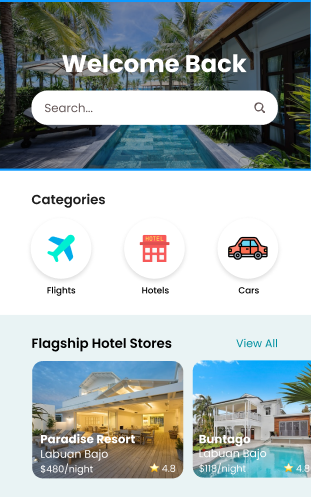 Welcome Back
Search...
Categories
HOTEL
Flights
Hotels
Cars
Flagship Hotel Stores
View All
Paradise Resort
Labuan Bajo
$480/night
4.8
Buntago
Labuan Bajo
$118/night
4.8